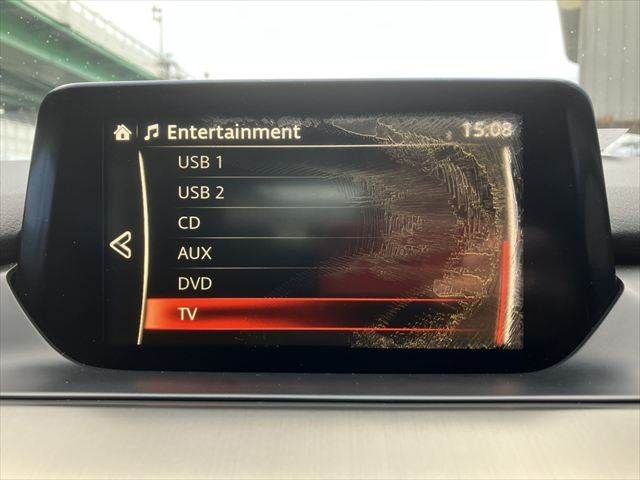 Entertainment 15:08
USB 1
USB 2
CD
AUX
DVD
TV